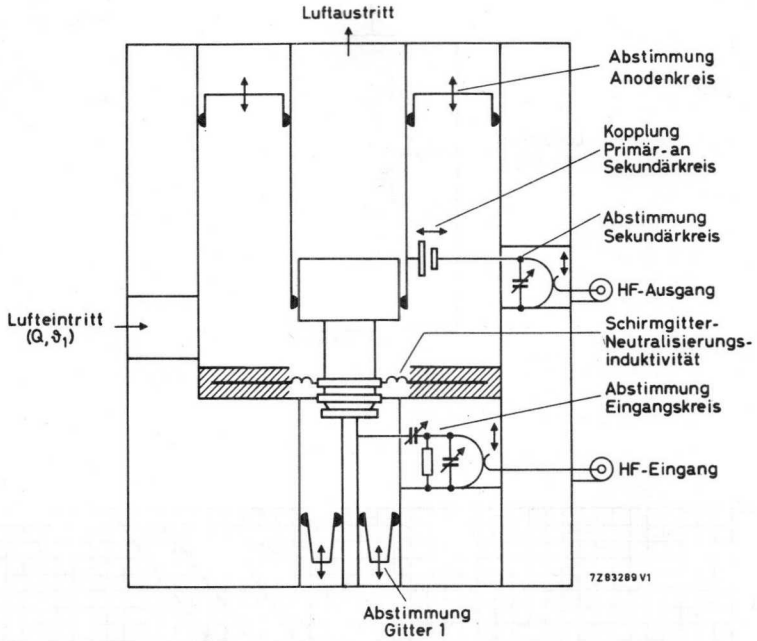 Luftaustritt
Abstimmung
Anodenkreis
Kopplung
Primär-an
Sekundärkreis
Abstimmung
Sekundärkreis
HF-Ausgang
Lufteintritt
(Q,ϑ₁)
Schirmgitter-
Neutralisierungs-
induktivität
Abstimmung
Eingangskreis
HF-Eingang
7Z83289 V1
Abstimmung
Gitter 1